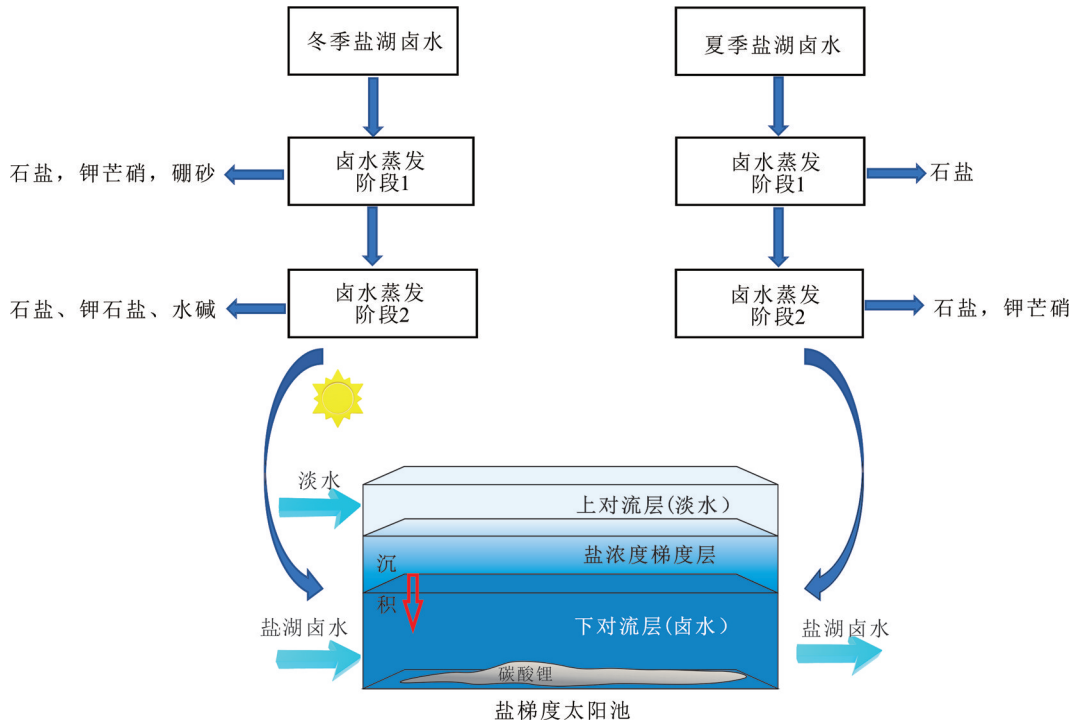 冬季盐湖卤水
夏季盐湖卤水
石盐，钾芒硝，硼砂
卤水蒸发
阶段1
卤水蒸发
阶段1
石盐
石盐、钾石盐、水碱
卤水蒸发
阶段2
卤水蒸发
阶段2
石盐，钾芒硝
淡水
上对流层(淡水）
盐浓度梯度层
沉
积
盐湖卤水
下对流层(卤水）
盐湖卤水
碳酸锂
盐梯度太阳池